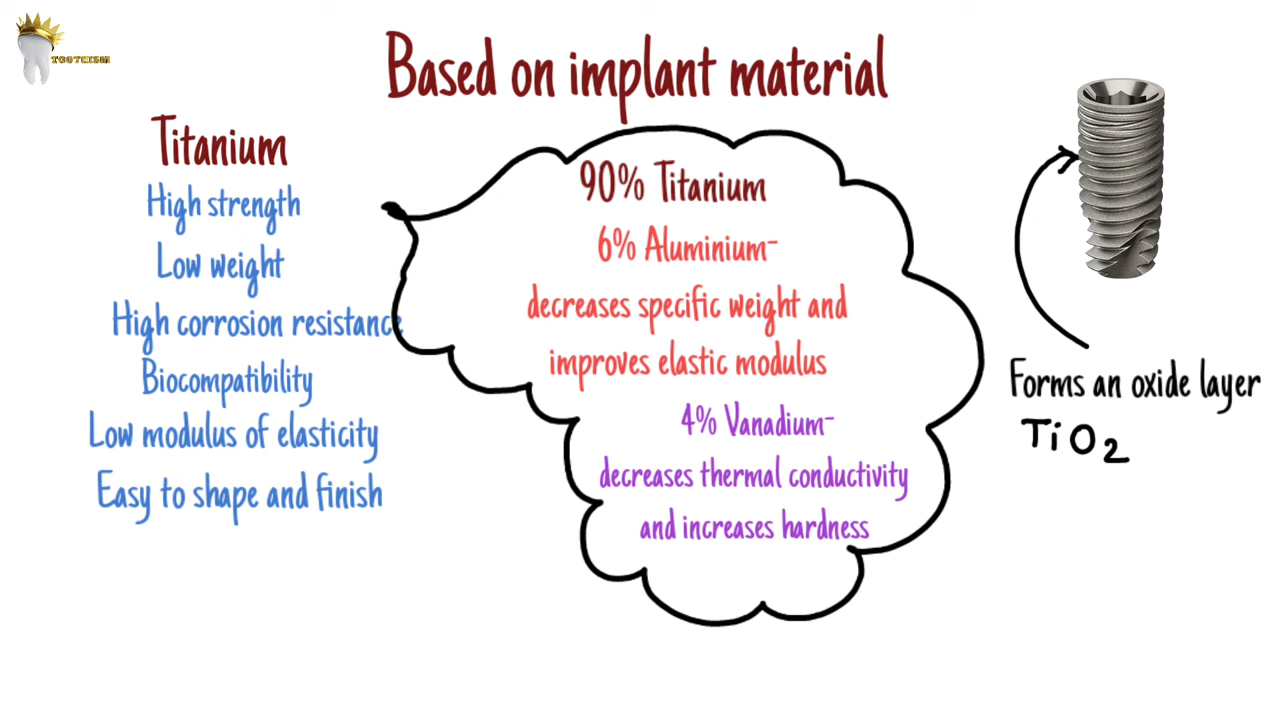 TOOTHISM
Based on implant material
Titanium
High strength
Low weight
High corrosion resistance
Biocompatibility
Low modulus of elasticity
Easy to shape and finish
90% Titanium
6% Aluminium-
decreases specific weight and
improves elastic modulus
4% Vanadium-
decreases thermal conductivity
and increases hardness
Forms an oxide layer
TiO2